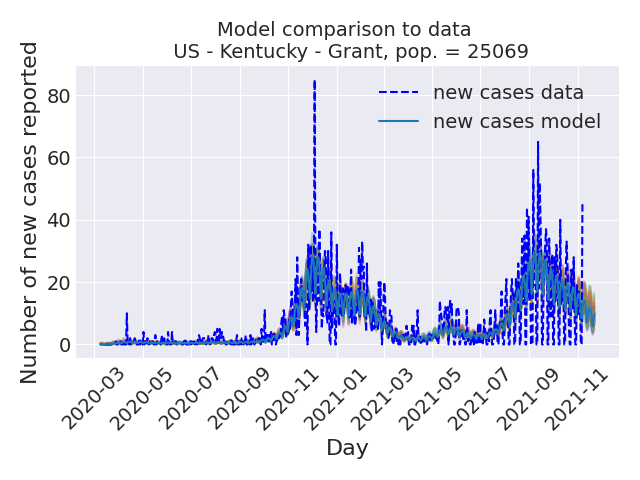 Model comparison to data
US - Kentucky - Grant, pop. = 25069
Number of new cases reported
80
60
40
20
0
new cases data
new cases model
2020-03
2020-05
2020-07
2020-09
2020-11
2021-01
2021-03
2021-05
2021-07
2021-09
2021-11
Day